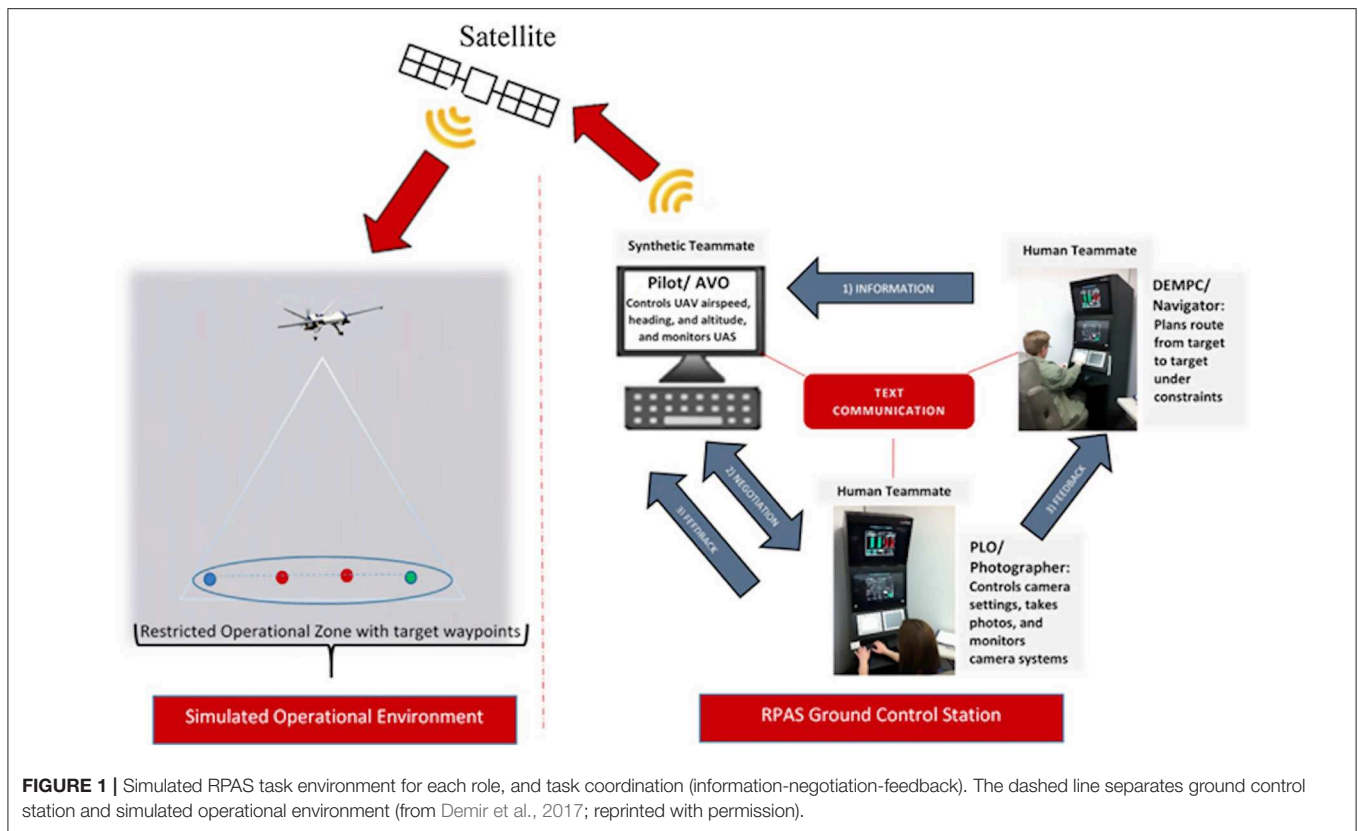 Satellite
Synthetic Teammate
Pilot/ AVO
Controls UAV airspeed,
heading, and altitude,
and monitors UAS
1) INFORMATION
Human Teammate
DEMPC/
Navigator:
Plans route
from target
to target
under
constraints
TEXT
COMMUNICATION
2) NEGOTIATION
3) FEEDBACK
Human Teammate
3) FEEDBACK
PLO/
Photographer:
Controls camera
settings, takes
photos, and
monitors
camera systems
Restricted Operational Zone with target waypoints
Simulated Operational Environment
RPAS Ground Control Station
FIGURE 1 | Simulated RPAS task environment for each role, and task coordination (information-negotiation-feedback). The dashed line separates ground control
station and simulated operational environment (from Demir et al., 2017; reprinted with permission).